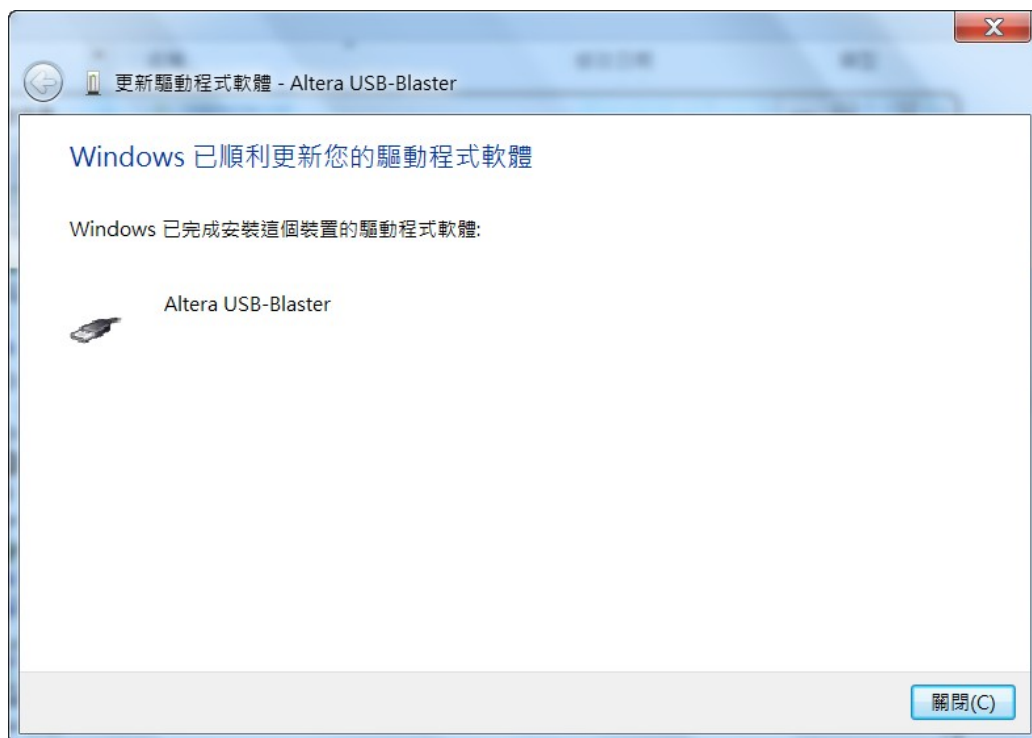 更新驅動程式軟體 - Altera USB-Blaster
Windows 已順利更新您的驅動程式軟體
Windows 已完成安裝這個裝置的驅動程式軟體:
Altera USB-Blaster
關閉(C)